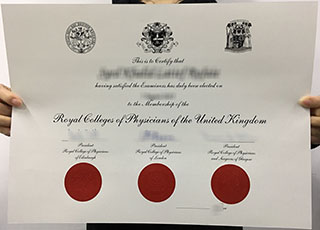 This is to Certify that
having satisfied the Examiners has duly been elected on
to the Membership of the
Royal Colleges of Physicians of the United Kingdom
President
Royal College of Physicians
of Edinburgh
President
Royal College of Physicians
of London
President
Royal College of Physicians
and Surgeons of Glasgow